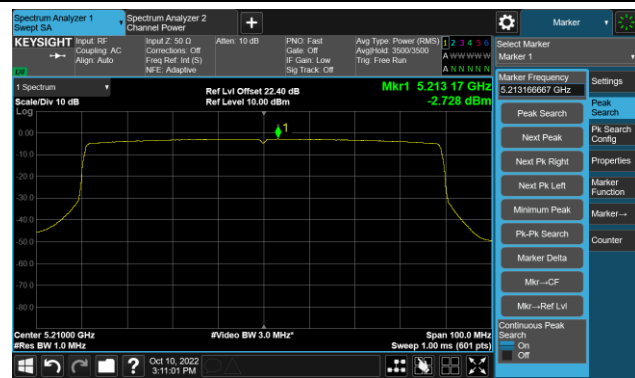 Spectrum Analyzer 1
Swept SA
Spectrum Analyzer 2
Channel Power
Marker
KEYSIGHT
Input: RF
Coupling: AC
Align: Auto
Input Z: 50 Ω
Corrections: Off
Freq Ref: Int (S)
NFE: Adaptive
Atten: 10 dB
PNO: Fast
Gate: Off
IF Gain: Low
Sig Track: Off
Avg Type: Power (RMS)
Avg|Hold: 3500/3500
Trig: Free Run
1 2 3 4 5 6
A W W W W W
A N N N N N
Select Marker
Marker 1
1 Spectrum
Scale/Div 10 dB
Log
Ref Lvl Offset 22.40 dB
Ref Level 10.00 dBm
Mkr1 5.213 17 GHz
-2.728 dBm
1
0.00
-10.0
-20.0
-30.0
-40.0
-50.0
-60.0
-70.0
-80.0
Center 5.21000 GHz
#Res BW 1.0 MHz
#Video BW 3.0 MHz*
Span 100.0 MHz
Sweep 1.00 ms (601 pts)
Marker Frequency
5.213166667 GHz
Peak Search
Next Peak
Next Pk Right
Next Pk Left
Minimum Peak
Pk-Pk Search
Marker Delta
Mkr→CF
Mkr→Ref Lvl
Continuous Peak
Search
On
Off
Settings
Peak
Search
Pk Search
Config
Properties
Marker
Function
Marker→
Counter
?
Oct 10, 2022
3:11:01 PM